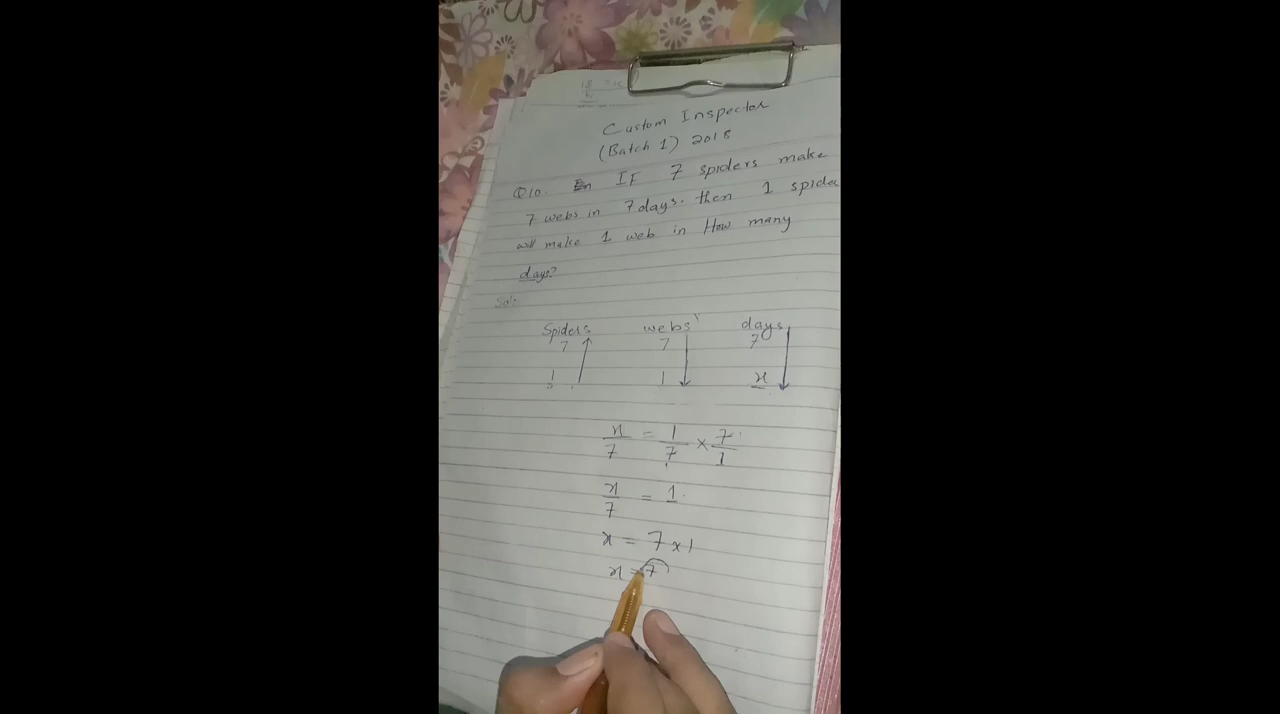 Custom Inspector
(Batch 1) 2018
Q10. IF 7 spiders make
7 webs in 7 days. then 1 spider
will make 1 web in How many
days?
Sol:
Spiders webs days
7 7 7
1 1 x
x/7 = 1/7 × 7/1
x/7 = 1
x = 7 × 1
x = 7